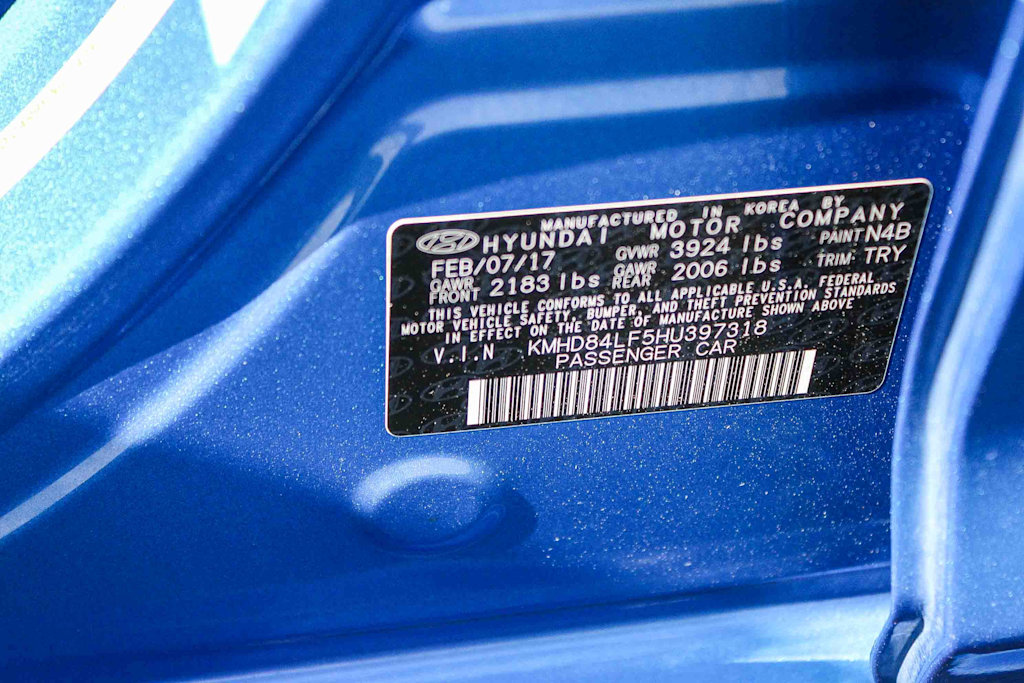 MANUFACTURED IN KOREA BY
HYUNDAI MOTOR COMPANY
FEB/07/17 GVWR 3924 lbs PAINT N4B
GAWR FRONT 2183 lbs GAWR REAR 2006 lbs TRIM: TRY
THIS VEHICLE CONFORMS TO ALL APPLICABLE U.S.A. FEDERAL
MOTOR VEHICLE SAFETY, BUMPER, AND THEFT PREVENTION STANDARDS
IN EFFECT ON THE DATE OF MANUFACTURE SHOWN ABOVE
V.I.N KMHD84LF5HU397318
PASSENGER CAR